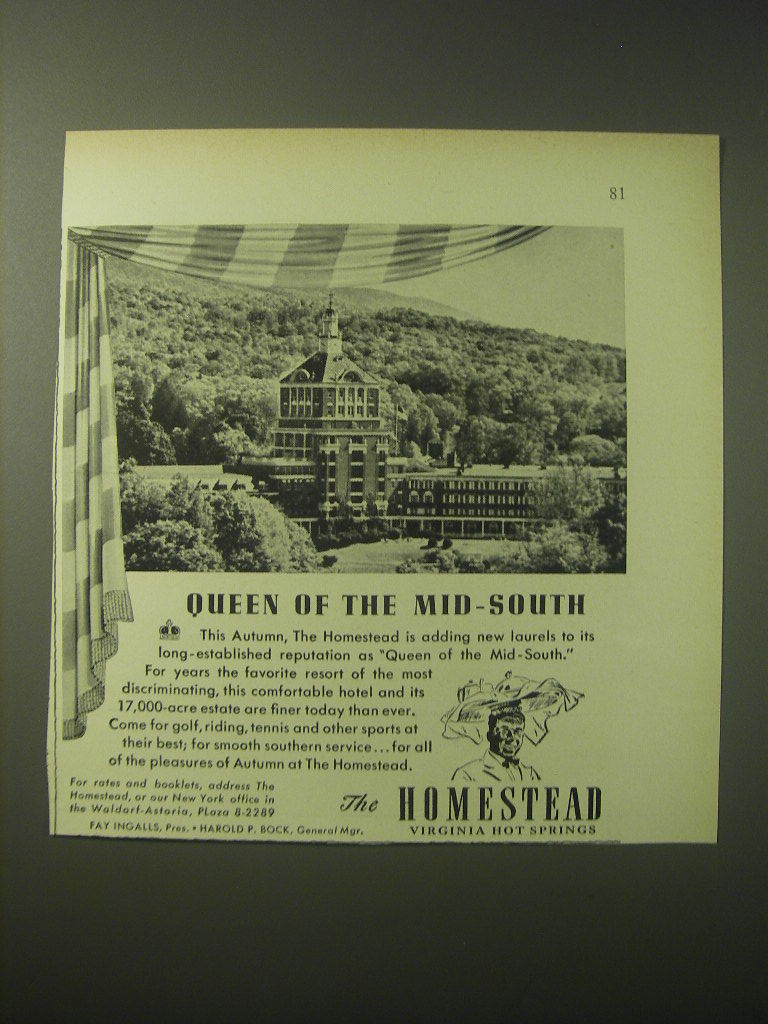 81
QUEEN OF THE MID-SOUTH
This Autumn, The Homestead is adding new laurels to its
long-established reputation as "Queen of the Mid-South."
For years the favorite resort of the most
discriminating, this comfortable hotel and its
17,000-acre estate are finer today than ever.
Come for golf, riding, tennis and other sports at
their best; for smooth southern service...for all
of the pleasures of Autumn at The Homestead.
For rates and booklets, address The
Homestead, or our New York office in
the Waldorf-Astoria, Plaza 8-2289
FAY INGALLS, Pres. • HAROLD P. BOCK, General Mgr.
The HOMESTEAD
VIRGINIA HOT SPRINGS